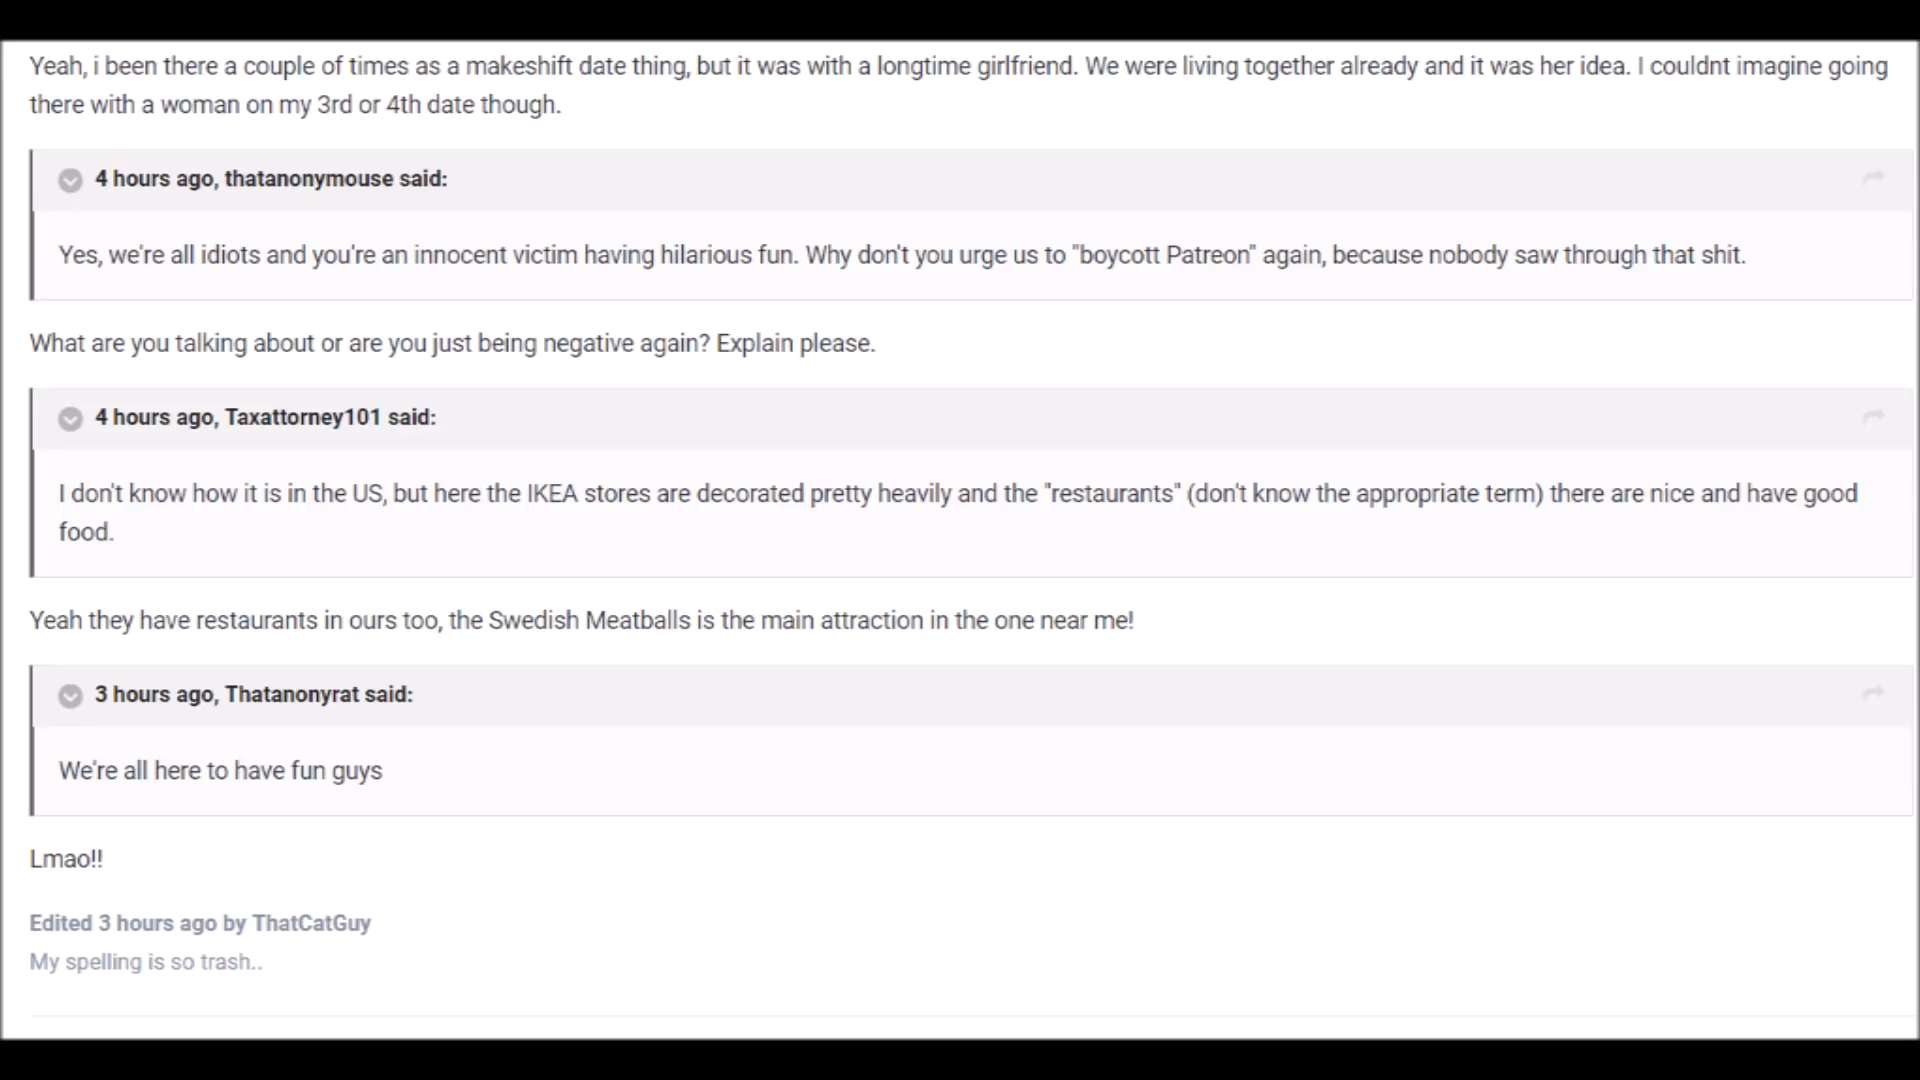 Yeah, i been there a couple of times as a makeshift date thing, but it was with a longtime girlfriend. We were living together already and it was her idea. I couldnt imagine going
there with a woman on my 3rd or 4th date though.
4 hours ago, thatanonymouse said:
Yes, we're all idiots and you're an innocent victim having hilarious fun. Why don't you urge us to "boycott Patreon" again, because nobody saw through that shit.
What are you talking about or are you just being negative again? Explain please.
4 hours ago, Taxattorney101 said:
I don't know how it is in the US, but here the IKEA stores are decorated pretty heavily and the "restaurants" (don't know the appropriate term) there are nice and have good
food.
Yeah they have restaurants in ours too, the Swedish Meatballs is the main attraction in the one near me!
3 hours ago, Thatanonyrat said:
We're all here to have fun guys
Lmao!!
Edited 3 hours ago by ThatCatGuy
My spelling is so trash..